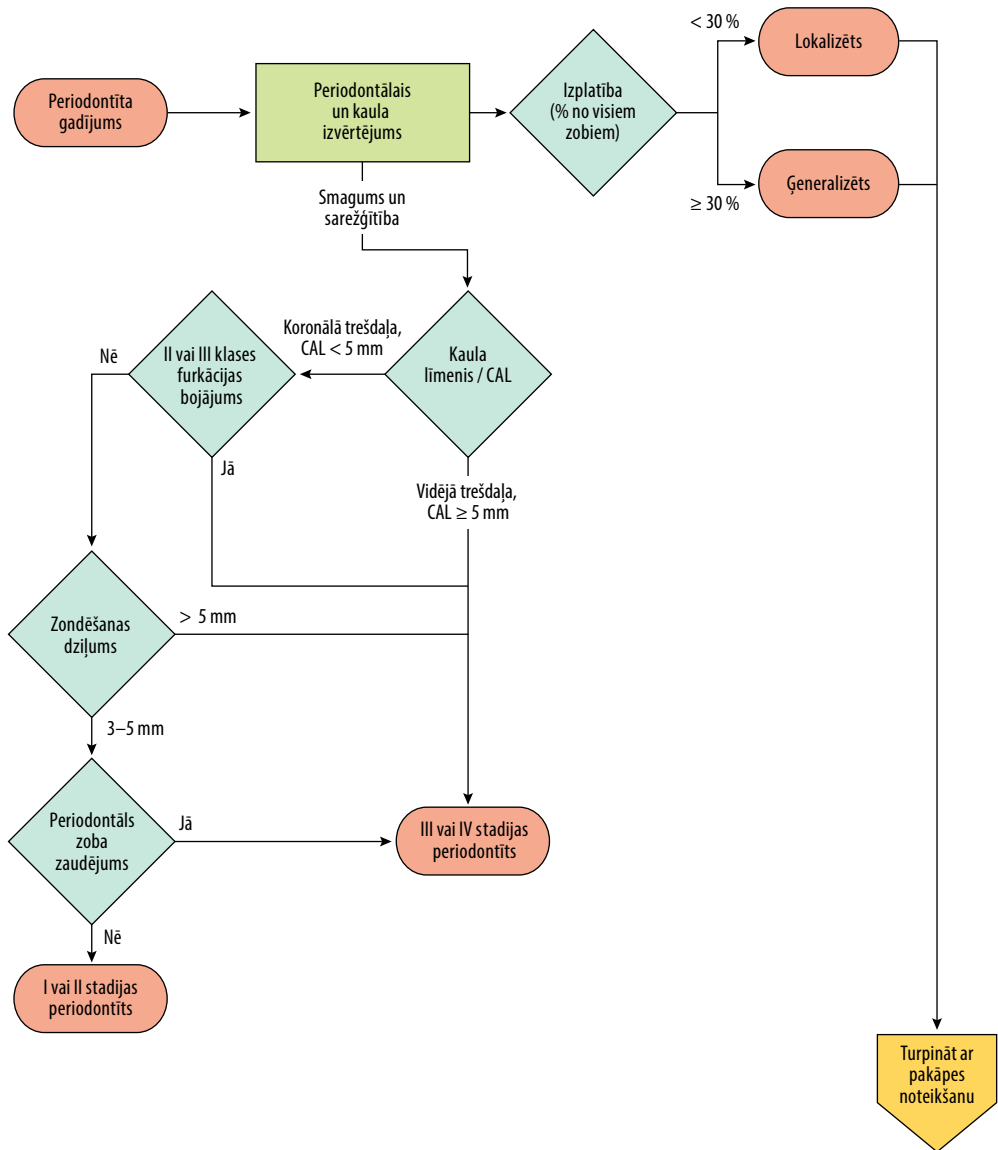 Periodontīta
gadījums
Periodontālais
un kaula
izvērtējums
Izplatība
(% no visiem
zobiem)
< 30 %
Lokalizēts
≥ 30 %
Ģeneralizēts
Smagums un
sarežģītība
Kaula
līmenis / CAL
Koronālā trešdaļa,
CAL < 5 mm
II vai III klases
furkācijas
bojājums
Nē
Jā
Vidējā trešdaļa,
CAL ≥ 5 mm
Zondēšanas
dziļums
> 5 mm
3–5 mm
Periodontāls
zoba
zaudējums
Jā
III vai IV stadijas
periodontīts
Nē
I vai II stadijas
periodontīts
Turpināt ar
pakāpes
noteikšanu